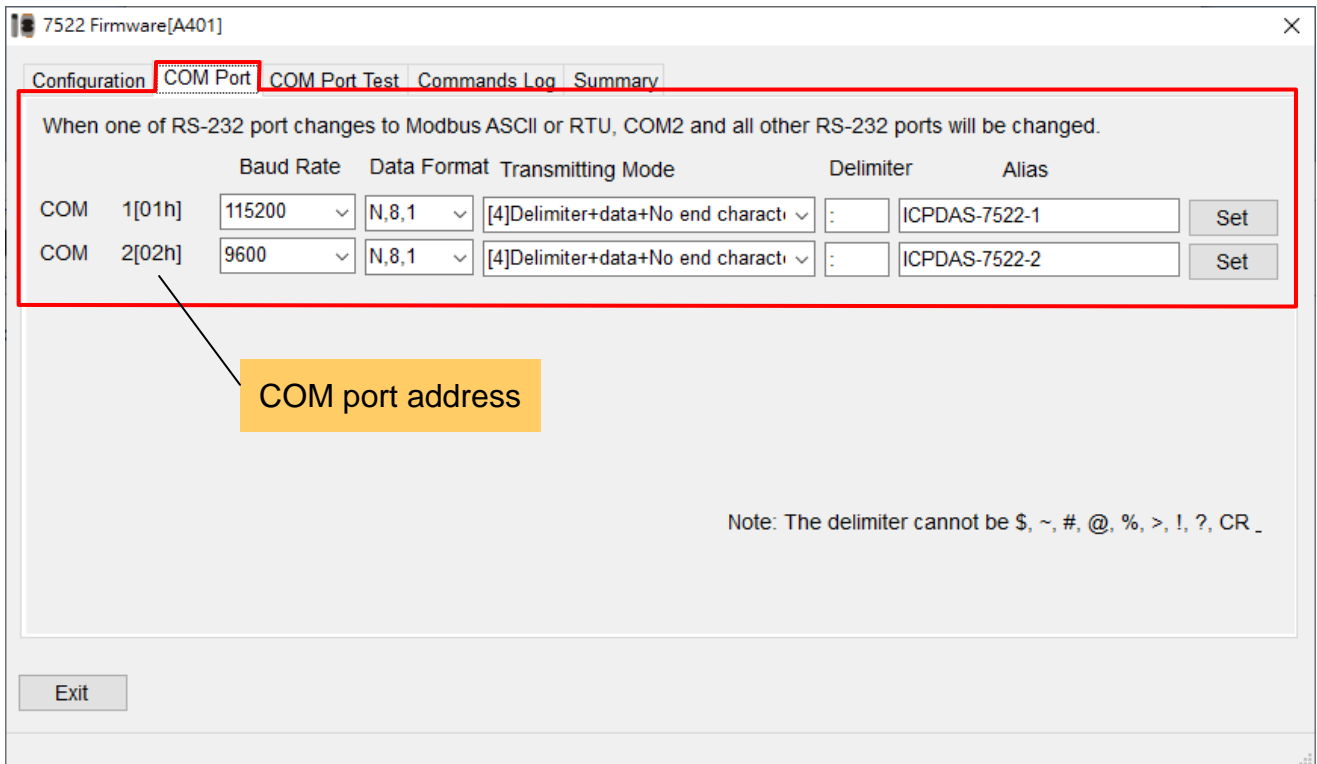 7522 Firmware[A401]
Configuration COM Port COM Port Test Commands Log Summary
When one of RS-232 port changes to Modbus ASCII or RTU, COM2 and all other RS-232 ports will be changed.
Baud Rate Data Format Transmitting Mode Delimiter Alias
COM 1[01h] 115200 N,8,1 [4]Delimiter+data+No end characte : ICPDAS-7522-1 Set
COM 2[02h] 9600 N,8,1 [4]Delimiter+data+No end characte : ICPDAS-7522-2 Set
COM port address
Note: The delimiter cannot be $, ~, #, @, %, >, !, ?, CR _
Exit